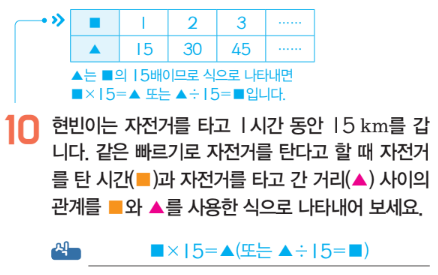 ■ 1 2 3 ……
▲ 15 30 45 ……
▲는 ■의 15배이므로 식으로 나타내면
■×15=▲ 또는 ▲÷15=■입니다.
10 현빈이는 자전거를 타고 1시간 동안 15 km를 갑
니다. 같은 빠르기로 자전거를 탄다고 할 때 자전거
를 탄 시간(■)과 자전거를 타고 간 거리(▲) 사이의
관계를 ■와 ▲를 사용한 식으로 나타내어 보세요.
식 ■×15=▲(또는 ▲÷15=■)